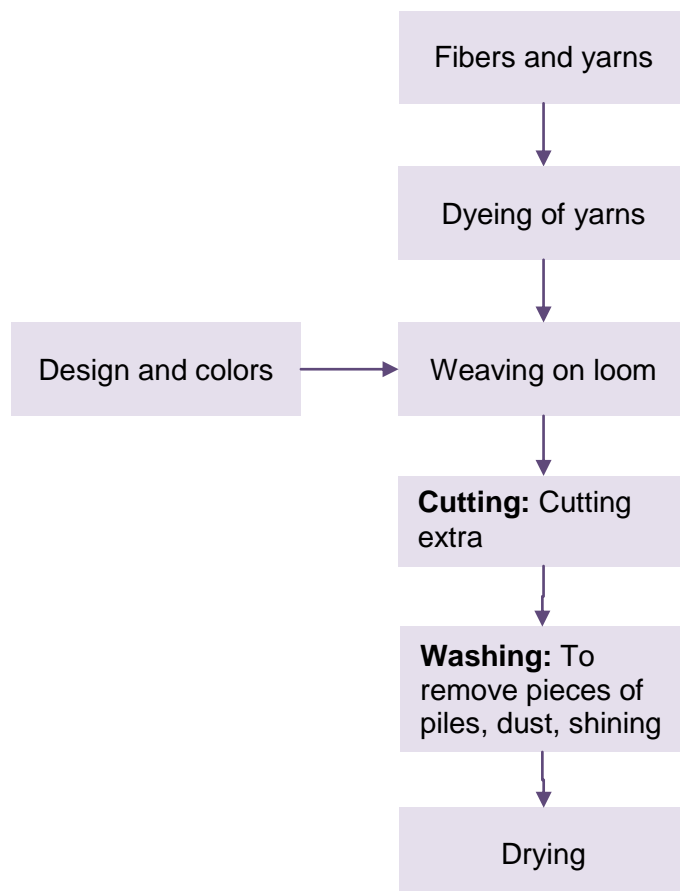 Fibers and yarns
Dyeing of yarns
Design and colors
Weaving on loom
Cutting: Cutting
extra
Washing: To
remove pieces of
piles, dust, shining
Drying